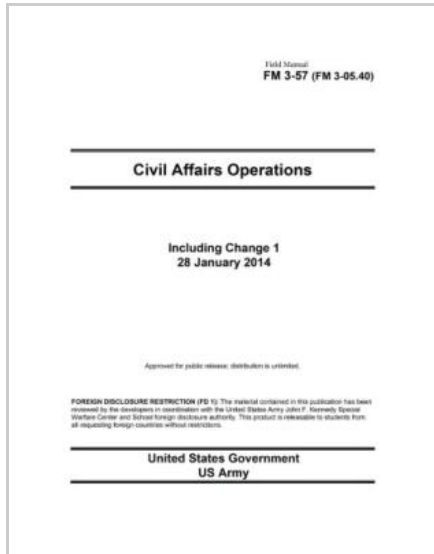 Field Manual
FM 3-57 (FM 3-05.40)
Civil Affairs Operations
Including Change 1
28 January 2014
Approved for public release; distribution is unlimited.
FOREIGN DISCLOSURE RESTRICTION (FD 1): The material contained in this publication has been
reviewed by the developers in coordination with the United States Army John F. Kennedy Special
Warfare Center and School foreign disclosure authority. This product is releasable to students from
all requesting foreign countries without restrictions.
United States Government
US Army